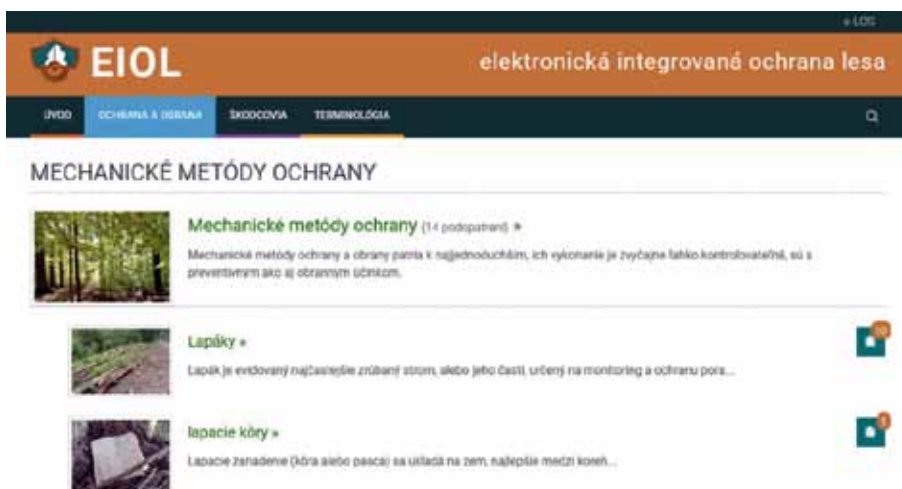 e-LOS
EIOL
elektronická integrovaná ochrana lesa
ÚVOD OCHRANA A OBRANA ŠKODCOVIA TERMINOLÓGIA
MECHANICKÉ METÓDY OCHRANY
Mechanické metódy ochrany (14 podopatrení) »
Mechanické metódy ochrany a obrany patria k najjednoduchším, ich vykonanie je zvyčajne ľahko kontrolovateľné, sú s
preventívnym ako aj obranným účinkom.
Lapáky »
Lapák je evidovaný najčastejšie zrúbaný strom, alebo jeho časti, určený na monitoring a ochranu pora...
lapacie kôry »
Lapacie zariadenie (kôra alebo pasca) sa ukladá na zem, najlepšie medzi koreň...